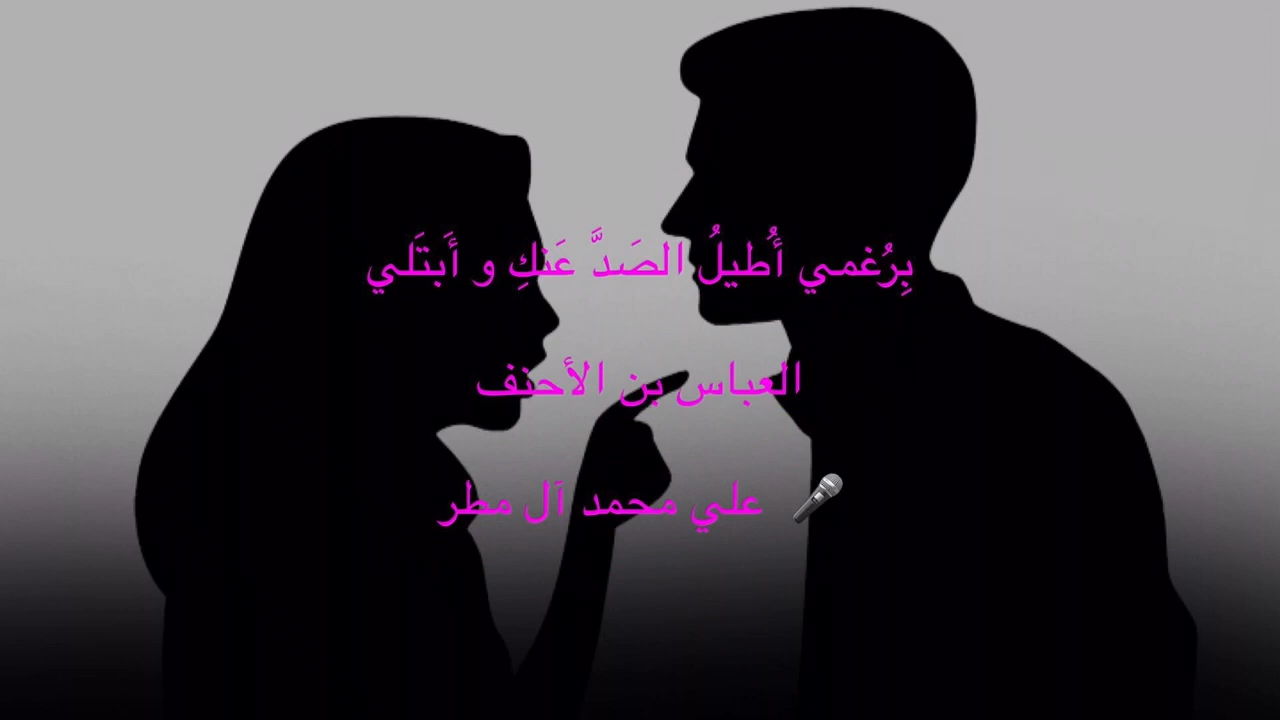 بِرُغمي أُطيلُ الصَدَّ عَنكِ و أَبتَلي
العباس بن الأحنف
🎤 علي محمد آل مطر